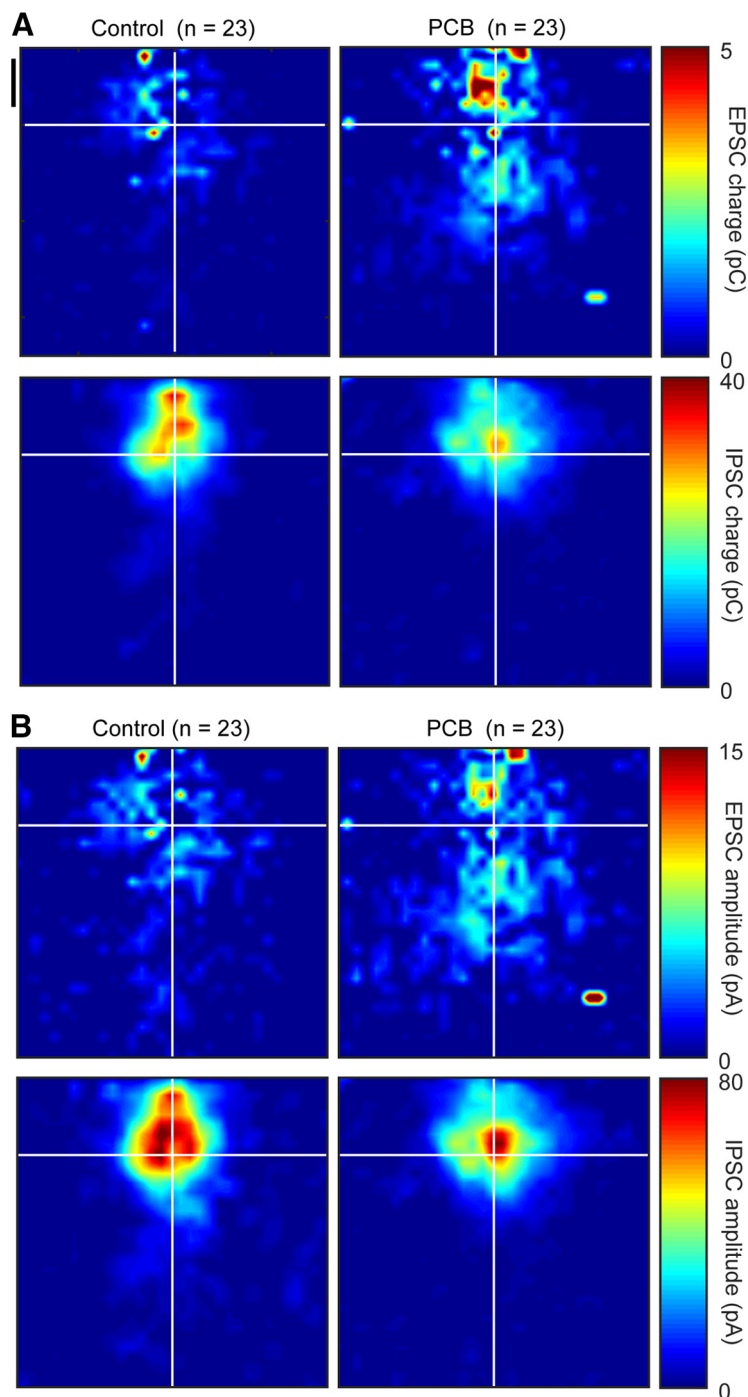 A
Control (n = 23)
PCB (n = 23)
5
EPSC charge (pC)
0
40
IPSC charge (pC)
0
B
Control (n = 23)
PCB (n = 23)
15
EPSC amplitude (pA)
0
80
IPSC amplitude (pA)
0